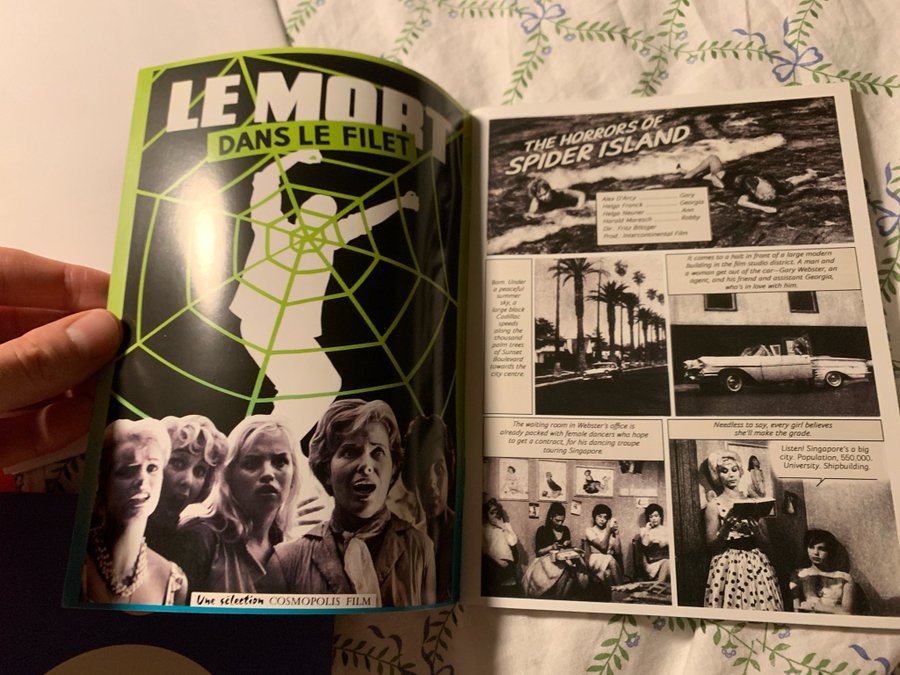 LE MORT
DANS LE FILET
Une sélection COSMOPOLIS FILM
THE HORRORS OF
SPIDER ISLAND
Alex D'Arcy Gary
Helga Franck Georgia
Helga Neuner Ann
Harald Maresch Robby
Dir. Fritz Böttger
Prod. Intercontinental Film
8am. Under
a peaceful
summer
sky, a
large black
Cadillac
speeds
along the
thousand
palm trees
of Sunset
Boulevard
towards the
city centre.
It comes to a halt in front of a large modern
building in the film studio district. A man and
a woman get out of the car—Gary Webster, an
agent, and his friend and assistant Georgia,
who's in love with him.
The waiting room in Webster's office is
already packed with female dancers who hope
to get a contract, for his dancing troupe
touring Singapore.
Needless to say, every girl believes
she'll make the grade.
Listen! Singapore's a big
city. Population, 550,000.
University. Shipbuilding.